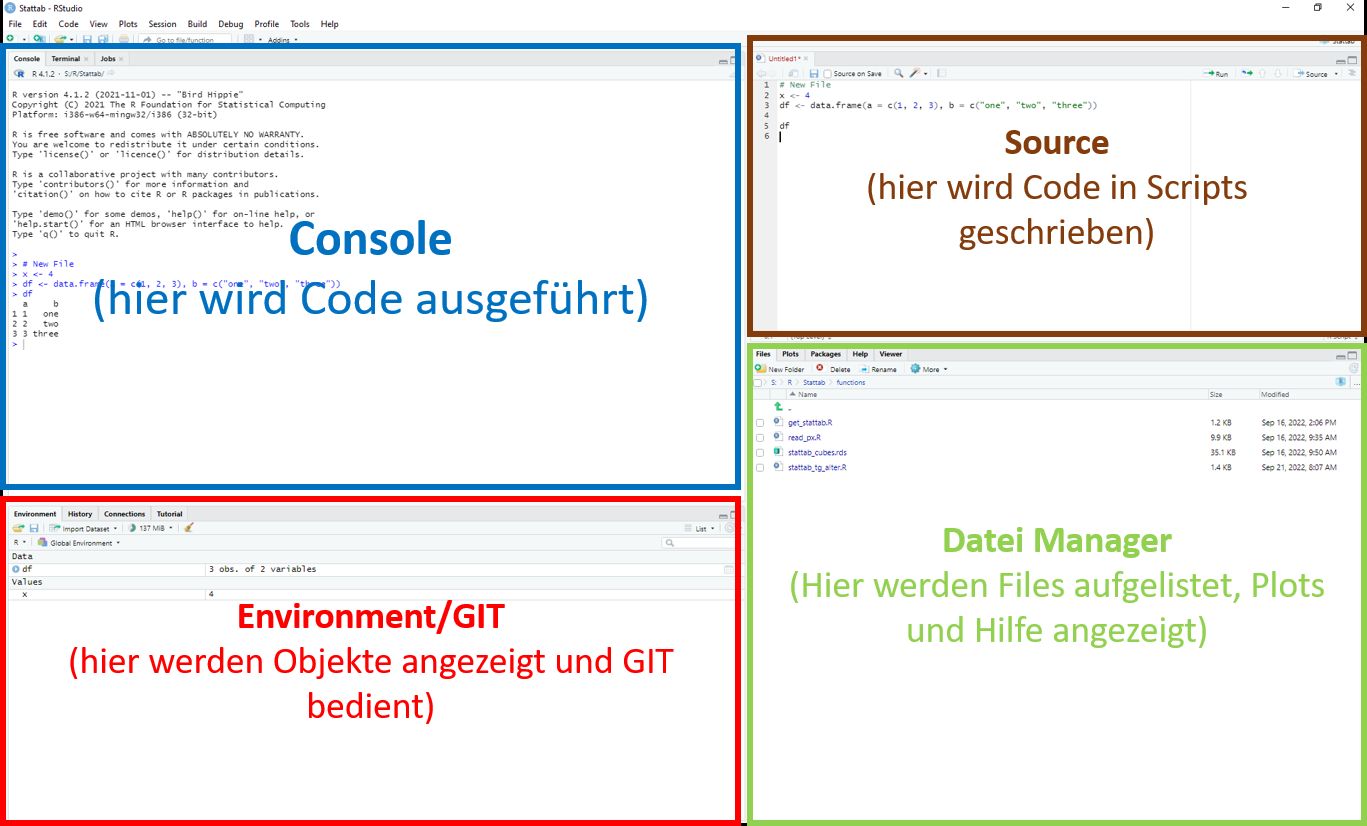 Stattab - RStudio
File Edit Code View Plots Session Build Debug Profile Tools Help
Go to file/function Addins
Console Terminal Jobs
R 4.1.2 · S:/R/Stattab/
R version 4.1.2 (2021-11-01) -- "Bird Hippie"
Copyright (C) 2021 The R Foundation for Statistical Computing
Platform: i386-w64-mingw32/i386 (32-bit)
R is free software and comes with ABSOLUTELY NO WARRANTY.
You are welcome to redistribute it under certain conditions.
Type 'license()' or 'licence()' for distribution details.
R is a collaborative project with many contributors.
Type 'contributors()' for more information and
'citation()' on how to cite R or R packages in publications.
Type 'demo()' for some demos, 'help()' for on-line help, or
'help.start()' for an HTML browser interface to help.
Type 'q()' to quit R.
>
> # New File
> x <- 4
> df <- data.frame(a = c(1, 2, 3), b = c("one", "two", "three"))
> df
a b
1 1 one
2 2 two
3 3 three
>
Console
(hier wird Code ausgeführt)
Untitled1*
Source on Save Run Source
1 # New File
2 x <- 4
3 df <- data.frame(a = c(1, 2, 3), b = c("one", "two", "three"))
4
5 df
6
Source
(hier wird Code in Scripts
geschrieben)
Environment History Connections Tutorial
Import Dataset 137 MiB List
R Global Environment
Data
df 3 obs. of 2 variables
Values
x 4
Environment/GIT
(hier werden Objekte angezeigt und GIT
bedient)
Files Plots Packages Help Viewer
New Folder Delete Rename More
S: R Stattab functions
Name Size Modified
..
get_stattab.R 1.2 KB Sep 16, 2022, 2:06 PM
read_px.R 9.9 KB Sep 16, 2022, 9:35 AM
stattab_cubes.rds 35.1 KB Sep 16, 2022, 9:50 AM
stattab_tg_alter.R 1.4 KB Sep 21, 2022, 8:07 AM
Datei Manager
(Hier werden Files aufgelistet, Plots
und Hilfe angezeigt)